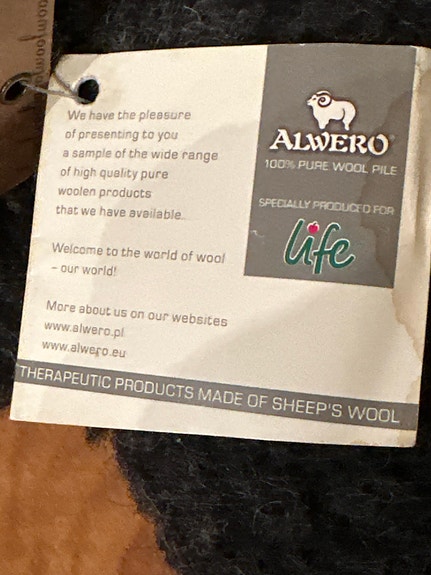 We have the pleasure
of presenting to you
a sample of the wide range
of high quality pure
woolen products
that we have available..
Welcome to the world of wool
– our world!
More about us on our websites
www.alwero.pl
www.alwero.eu
ALWERO®
100% PURE WOOL PILE
SPECIALLY PRODUCED FOR
life
THERAPEUTIC PRODUCTS MADE OF SHEEP'S WOOL